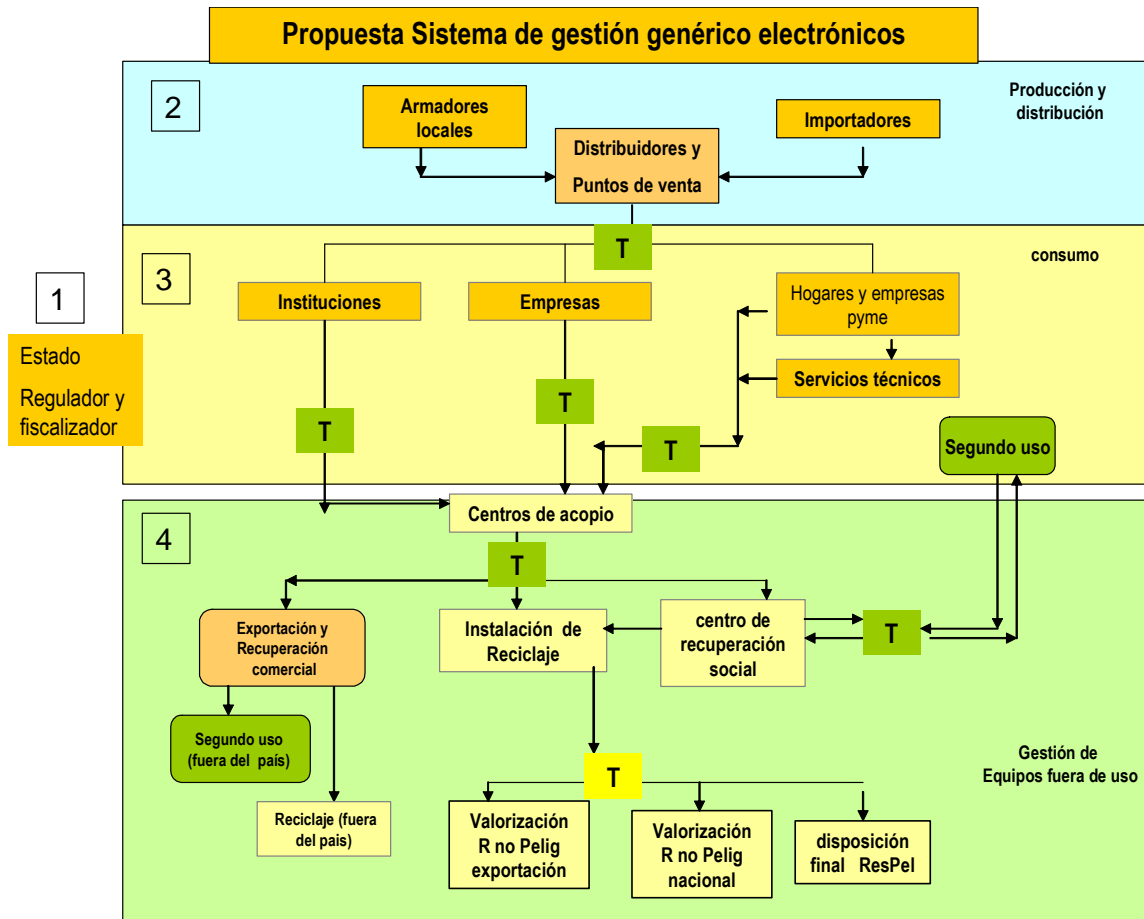 Propuesta Sistema de gestión genérico electrónicos
2
Producción y
distribución
Armadores
locales
Importadores
Distribuidores y
Puntos de venta
T
3
consumo
1
Estado
Regulador y
fiscalizador
Instituciones
Empresas
Hogares y empresas
pyme
Servicios técnicos
T
T
T
Segundo uso
Centros de acopio
4
T
Exportación y
Recuperación
comercial
Instalación de
Reciclaje
centro de
recuperación
social
T
Segundo uso
(fuera del país)
Reciclaje (fuera
del pais)
T
Gestión de
Equipos fuera de uso
Valorización
R no Pelig
exportación
Valorización
R no Pelig
nacional
disposición
final ResPel